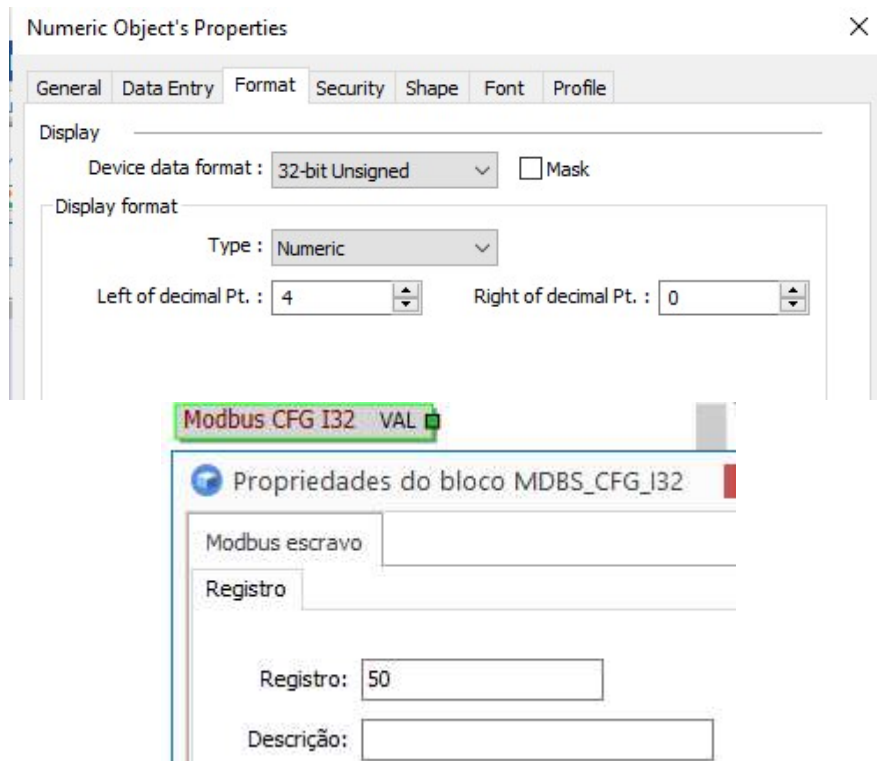 Numeric Object's Properties
General Data Entry Format Security Shape Font Profile
Display
Device data format : 32-bit Unsigned Mask
Display format
Type : Numeric
Left of decimal Pt. : 4 Right of decimal Pt. : 0
Modbus CFG I32 VAL
Propriedades do bloco MDBS_CFG_I32
Modbus escravo
Registro
Registro: 50
Descrição: